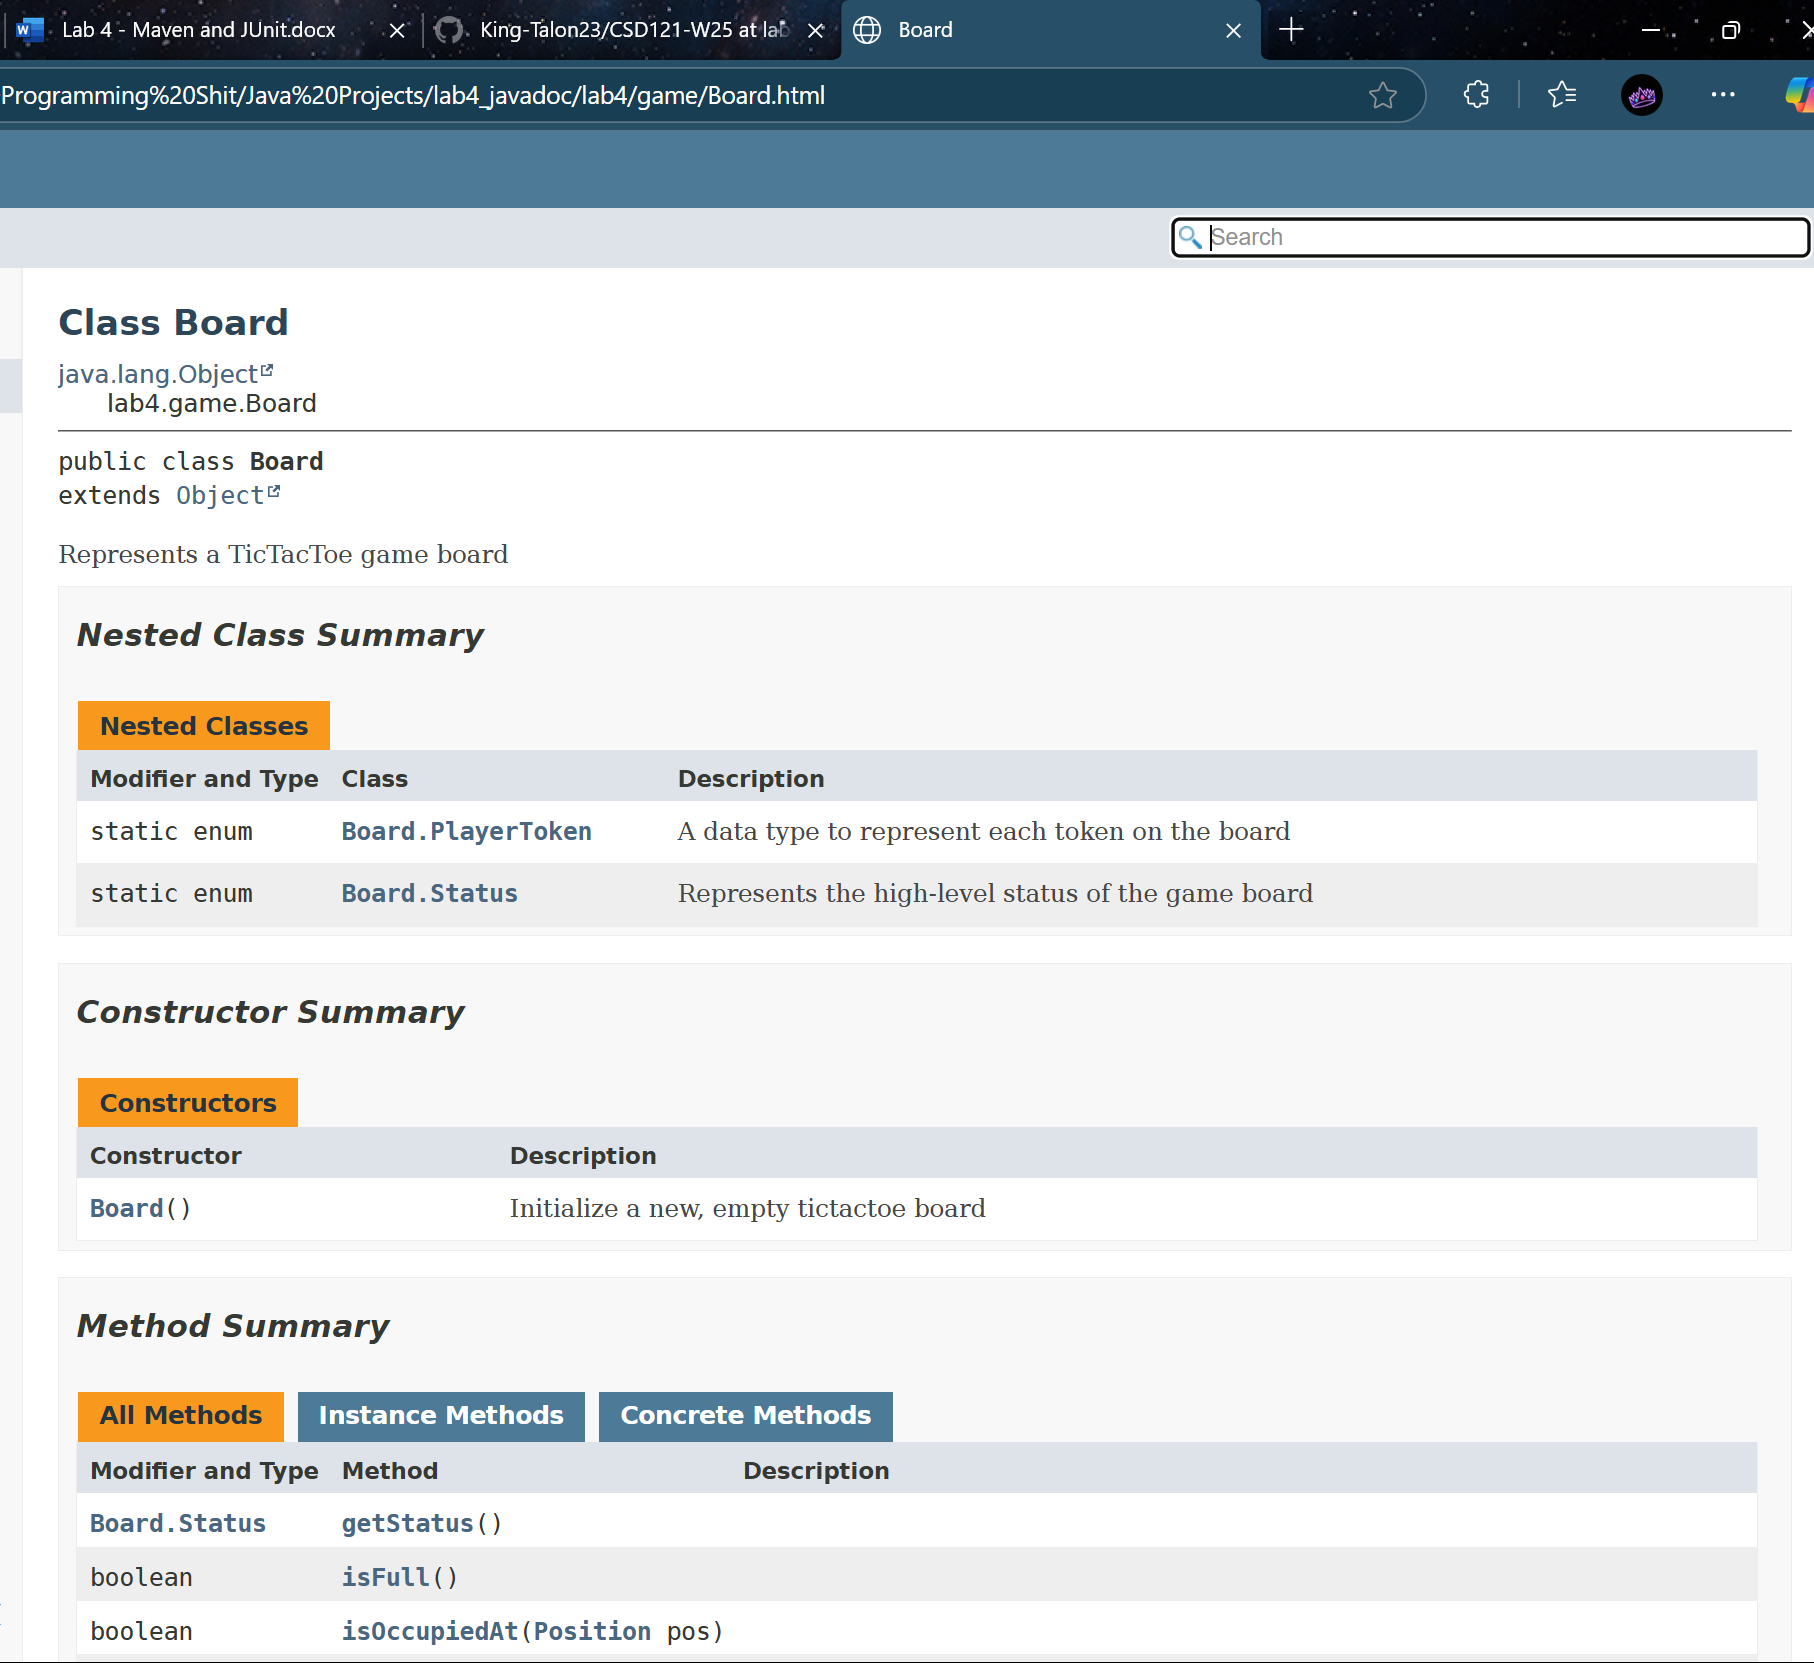 Lab 4 - Maven and JUnit.docx
King-Talon23/CSD121-W25 at lab
Board
Programming%20Shit/Java%20Projects/lab4_javadoc/lab4/game/Board.html
Search
Class Board
java.lang.Object
lab4.game.Board
public class Board
extends Object
Represents a TicTacToe game board
Nested Class Summary
Nested Classes
Modifier and Type Class Description
static enum Board.PlayerToken A data type to represent each token on the board
static enum Board.Status Represents the high-level status of the game board
Constructor Summary
Constructors
Constructor Description
Board() Initialize a new, empty tictactoe board
Method Summary
All Methods Instance Methods Concrete Methods
Modifier and Type Method Description
Board.Status getStatus()
boolean isFull()
boolean isOccupiedAt(Position pos)